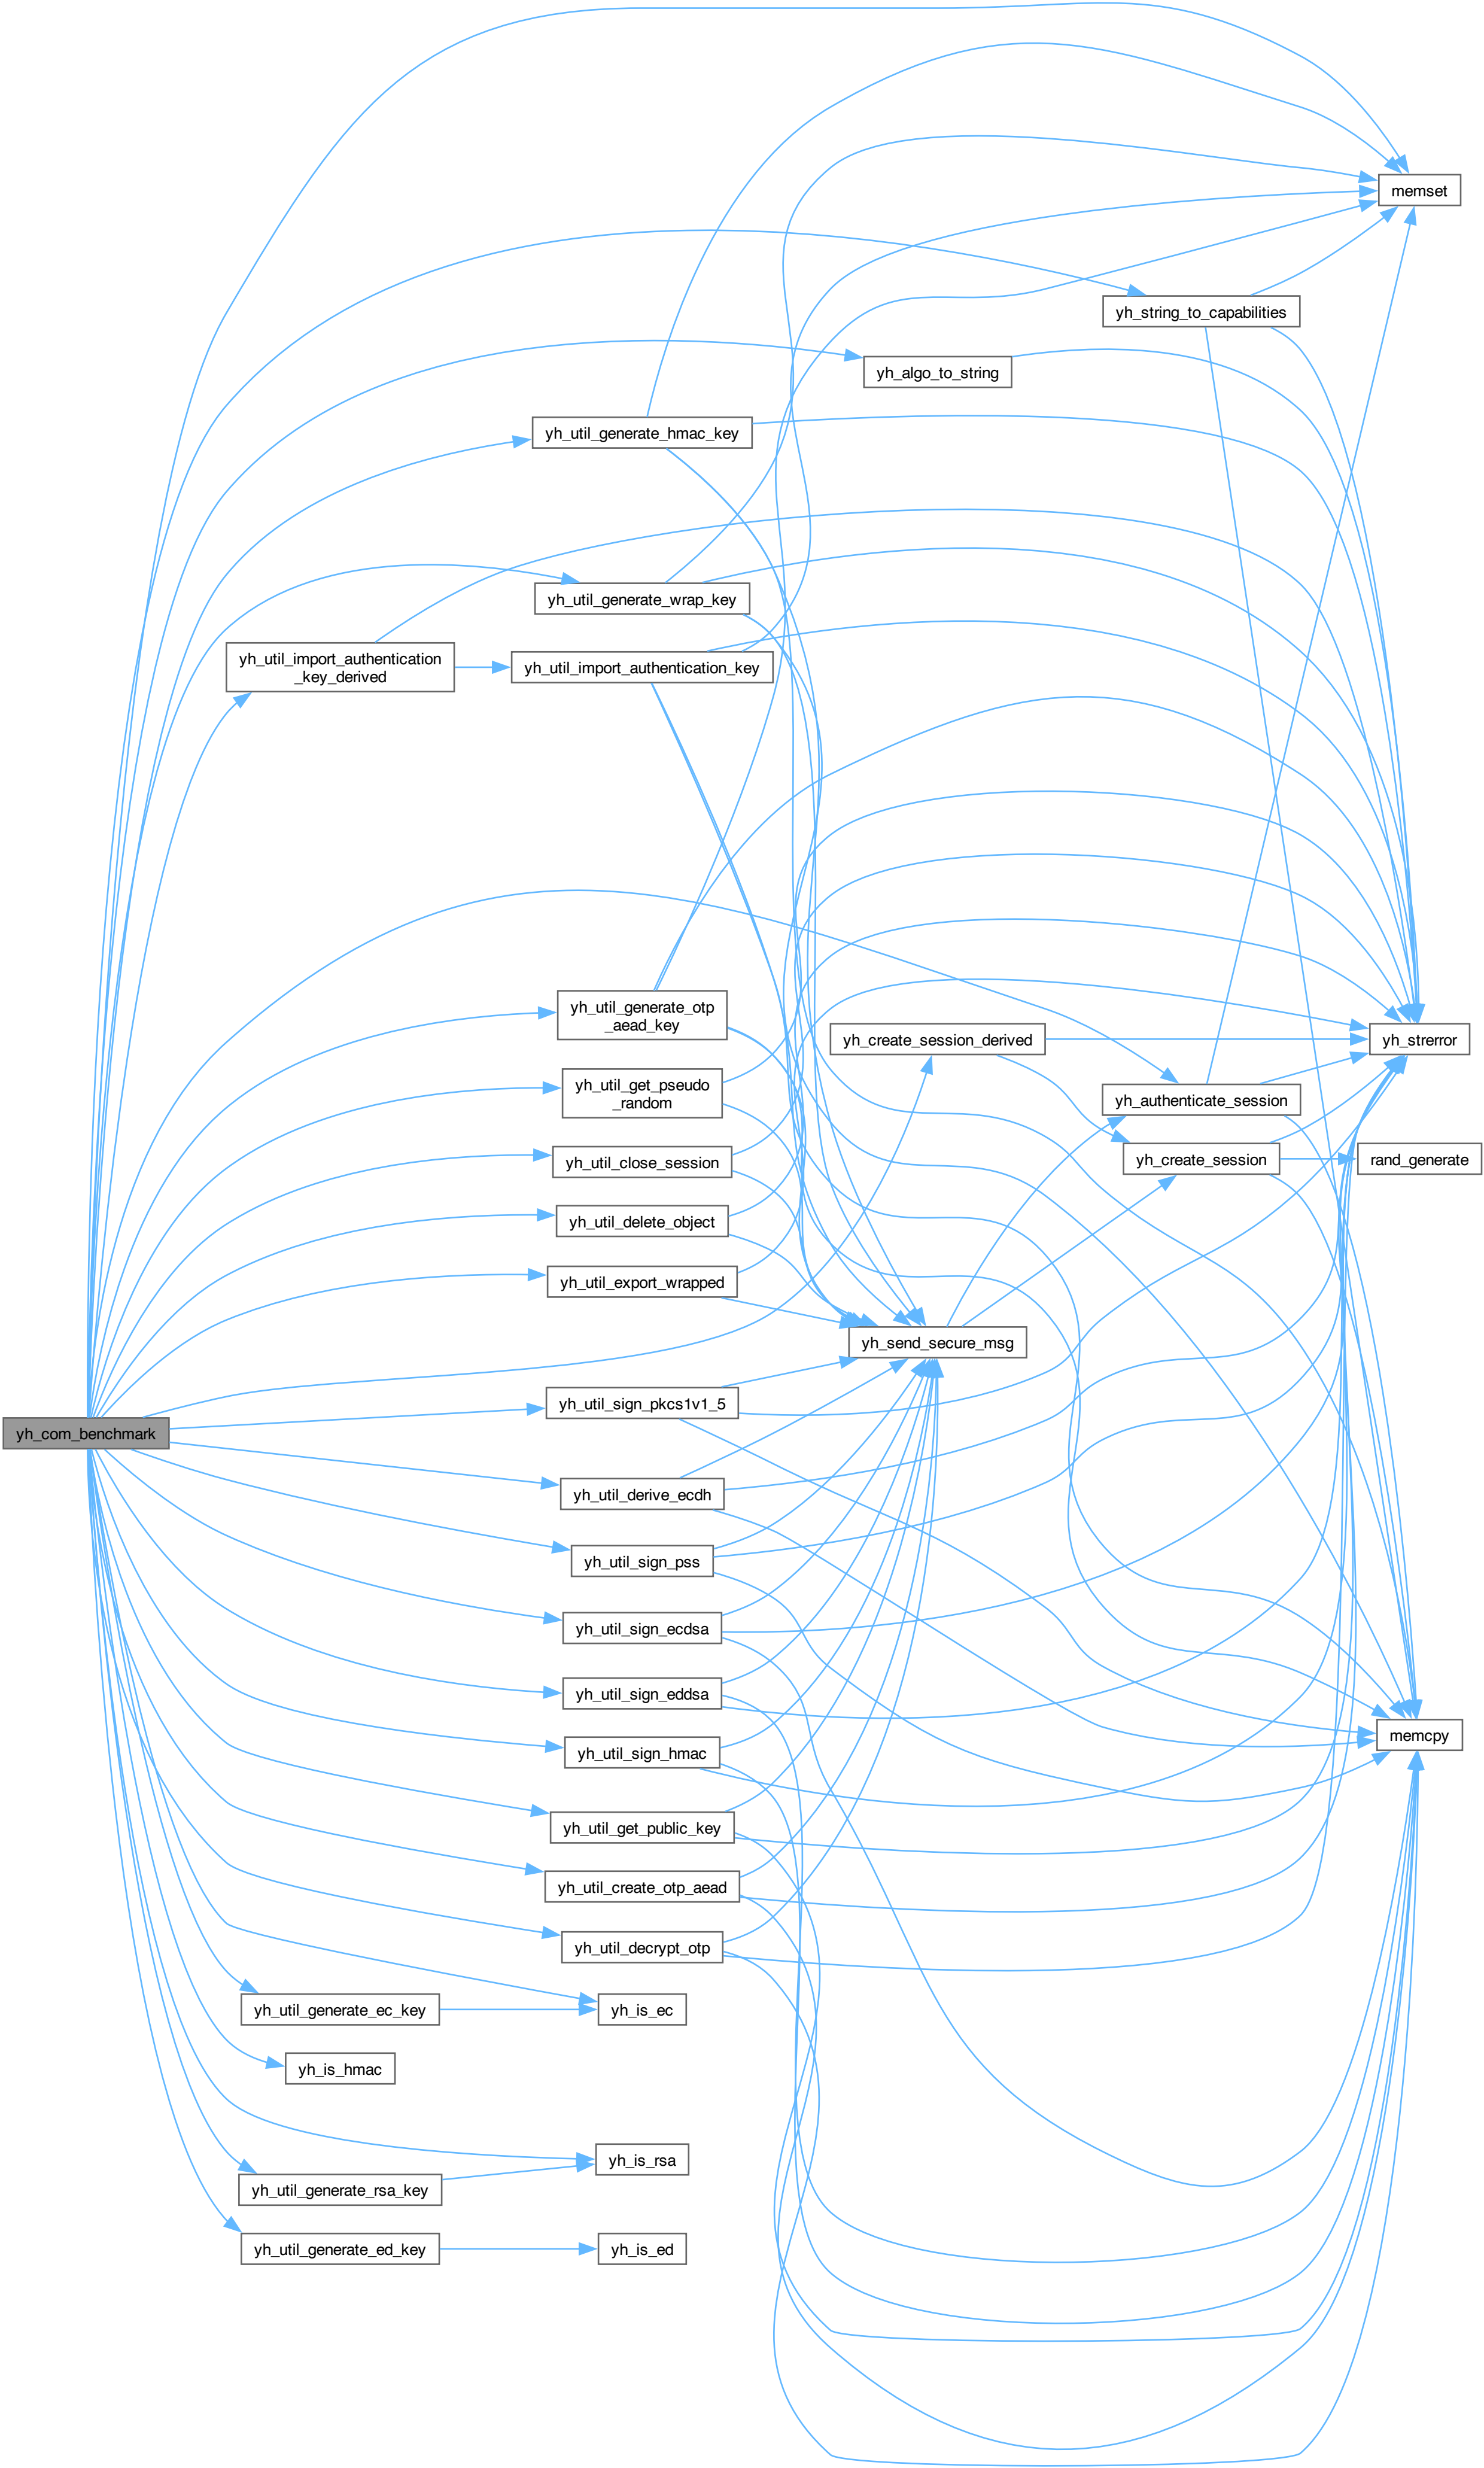 memset
yh_string_to_capabilities
yh_algo_to_string
yh_util_generate_hmac_key
yh_util_generate_wrap_key
yh_util_import_authentication
_key_derived
yh_util_import_authentication_key
yh_util_generate_otp
_aead_key
yh_create_session_derived
yh_strerror
yh_util_get_pseudo
_random
yh_authenticate_session
yh_util_close_session
yh_create_session
rand_generate
yh_util_delete_object
yh_util_export_wrapped
yh_send_secure_msg
yh_util_sign_pkcs1v1_5
yh_com_benchmark
yh_util_derive_ecdh
yh_util_sign_pss
yh_util_sign_ecdsa
yh_util_sign_eddsa
memcpy
yh_util_sign_hmac
yh_util_get_public_key
yh_util_create_otp_aead
yh_util_decrypt_otp
yh_util_generate_ec_key
yh_is_ec
yh_is_hmac
yh_is_rsa
yh_util_generate_rsa_key
yh_util_generate_ed_key
yh_is_ed